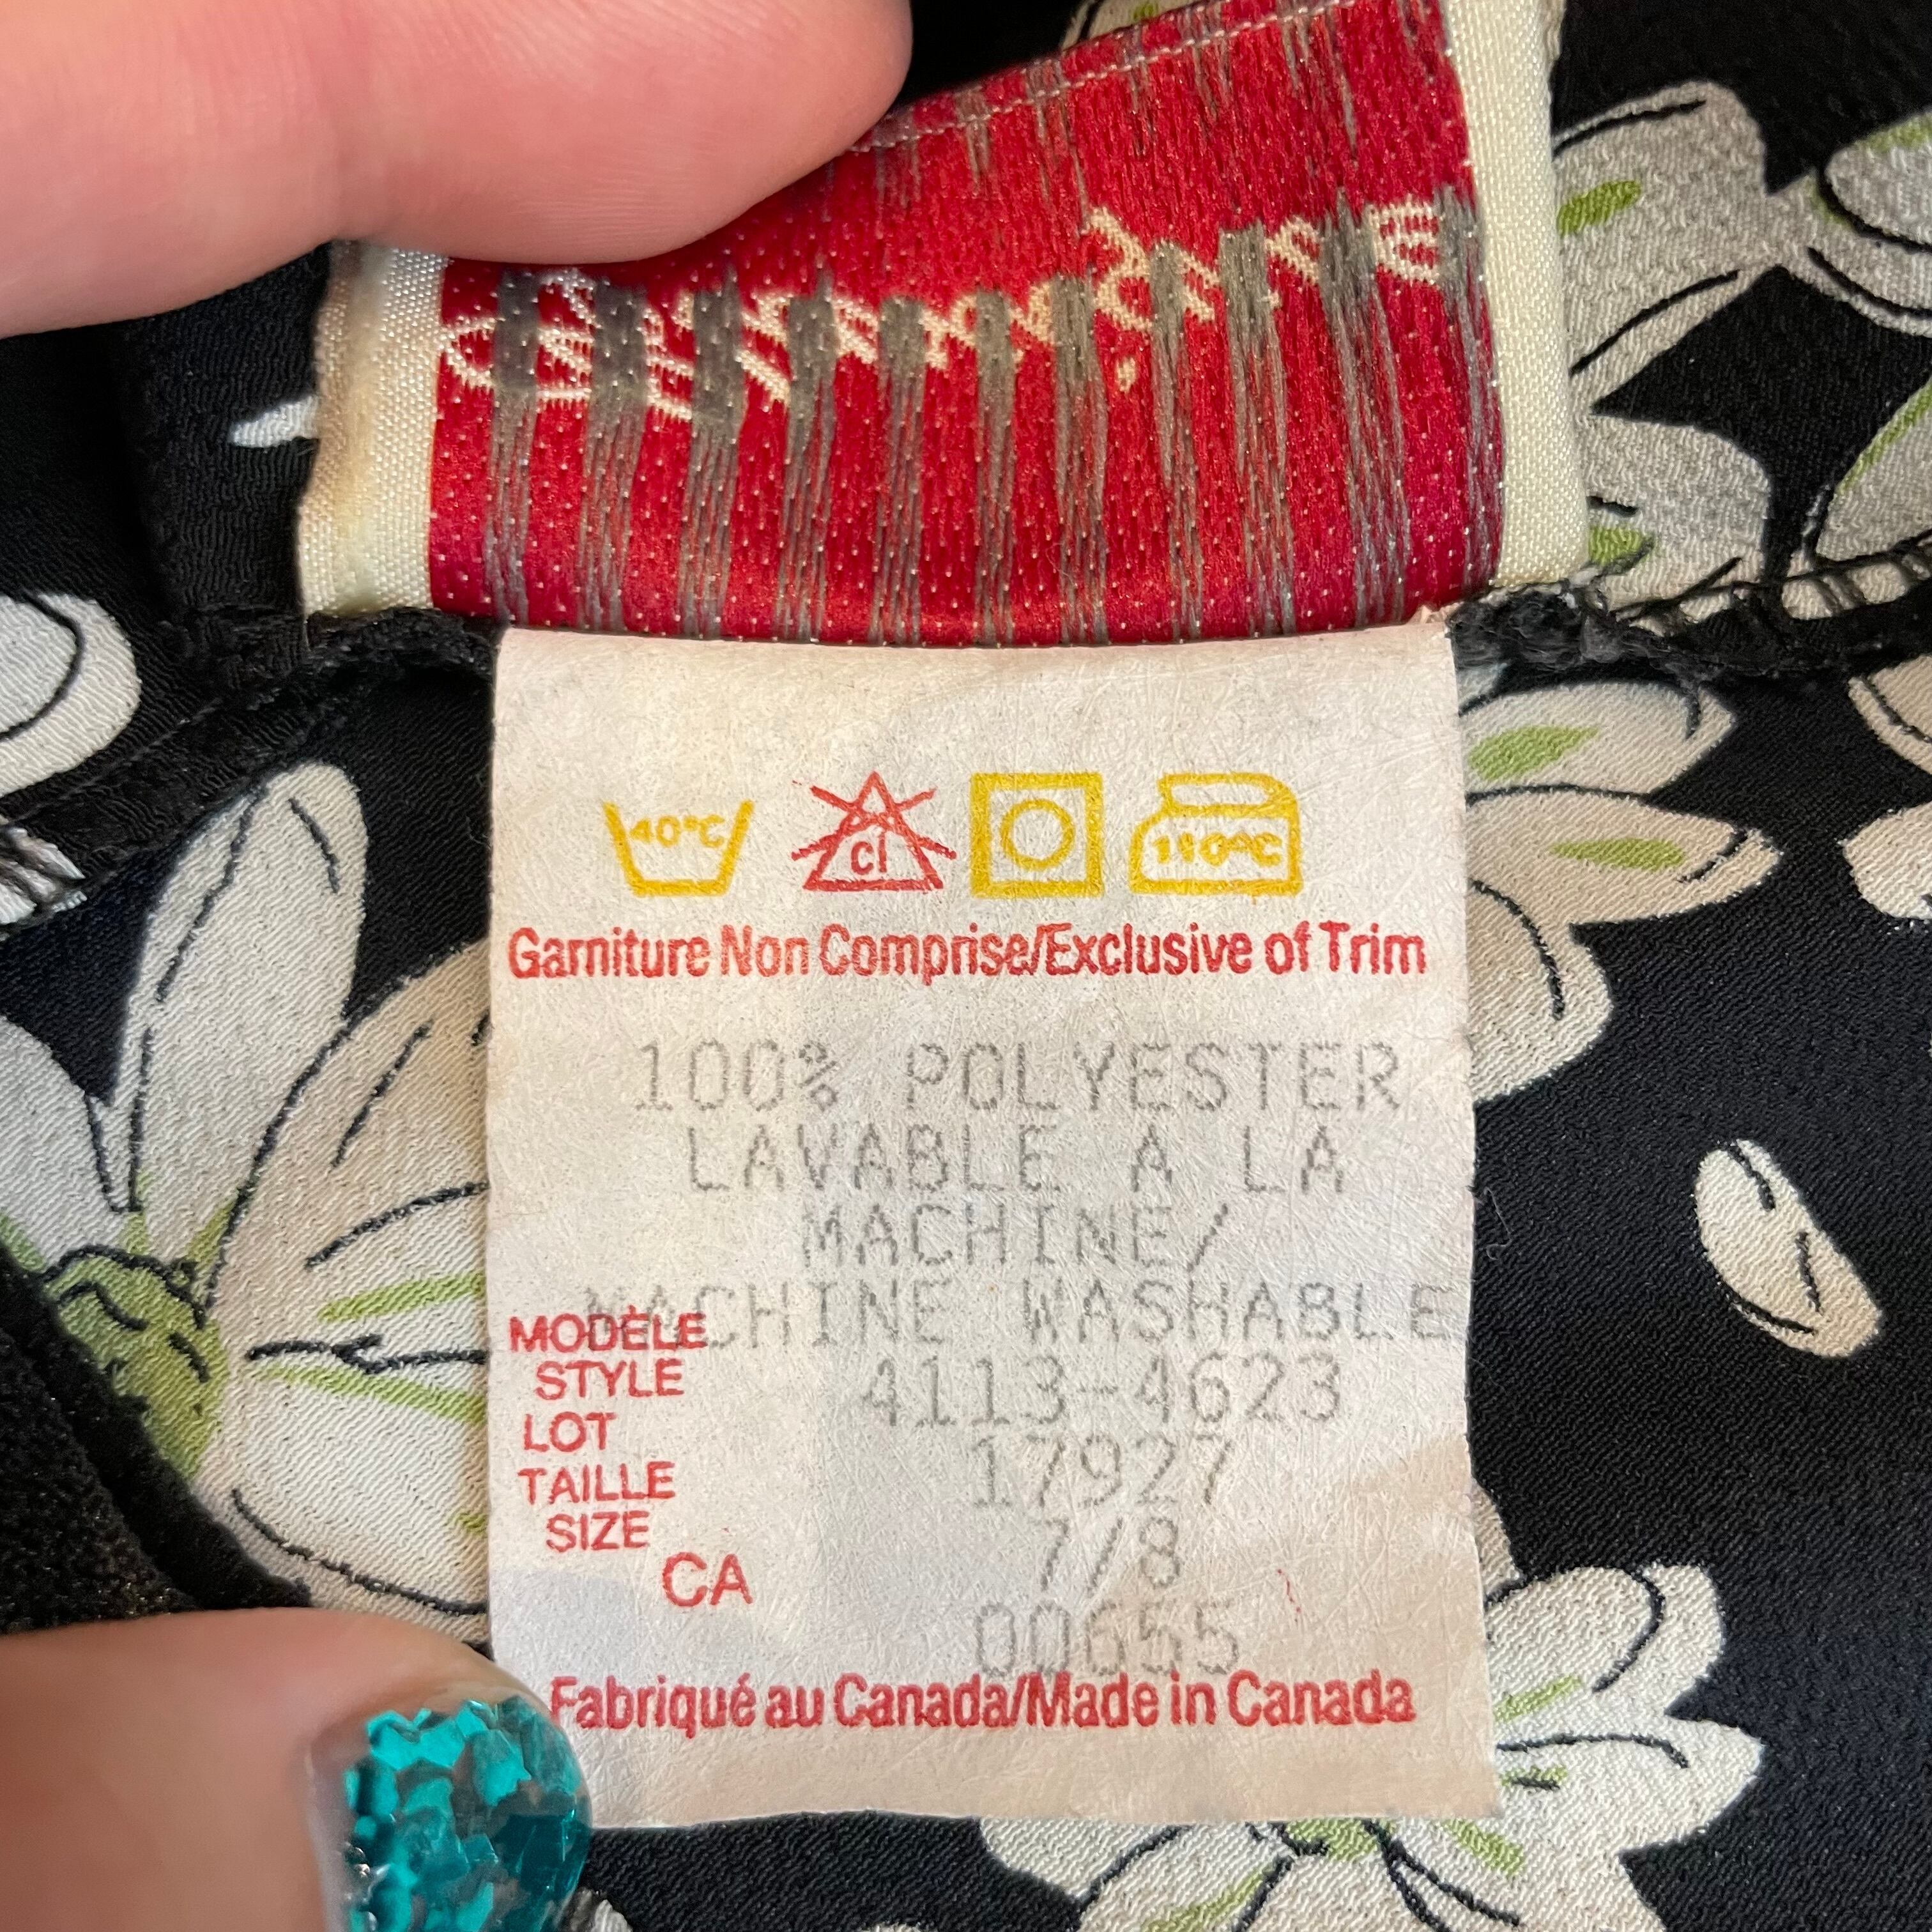 40°C
cl
110°C
Garniture Non Comprise/Exclusive of Trim
100% POLYESTER
LAVABLE A LA
MACHINE/
MACHINE WASHABLE
MODÈLE
STYLE 4113-4623
LOT 17927
TAILLE
SIZE 7/8
CA 00655
Fabriqué au Canada/Made in Canada